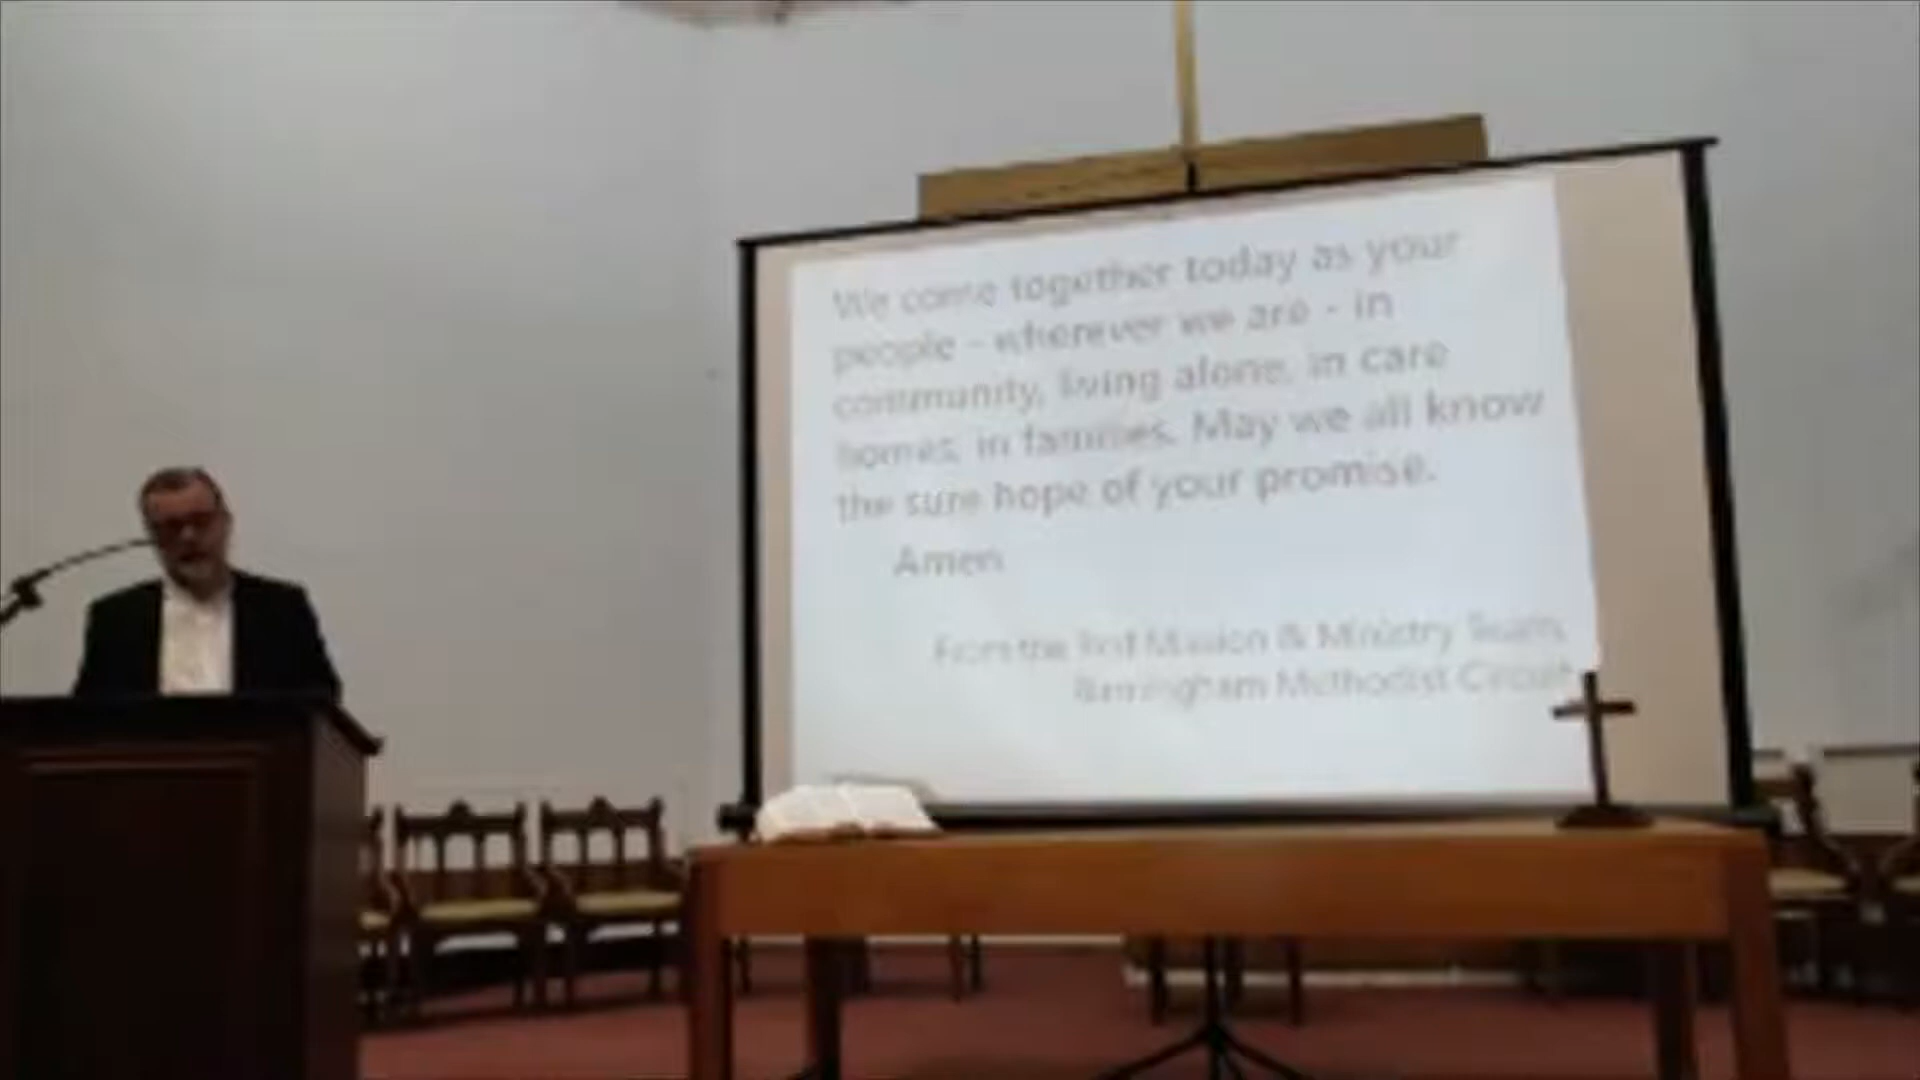 We come together today as your
people - wherever we are - in
community, living alone, in care
homes, in families. May we all know
the sure hope of your promise.
Amen
From the Mission & Ministry Team,
Birmingham Methodist Circuit